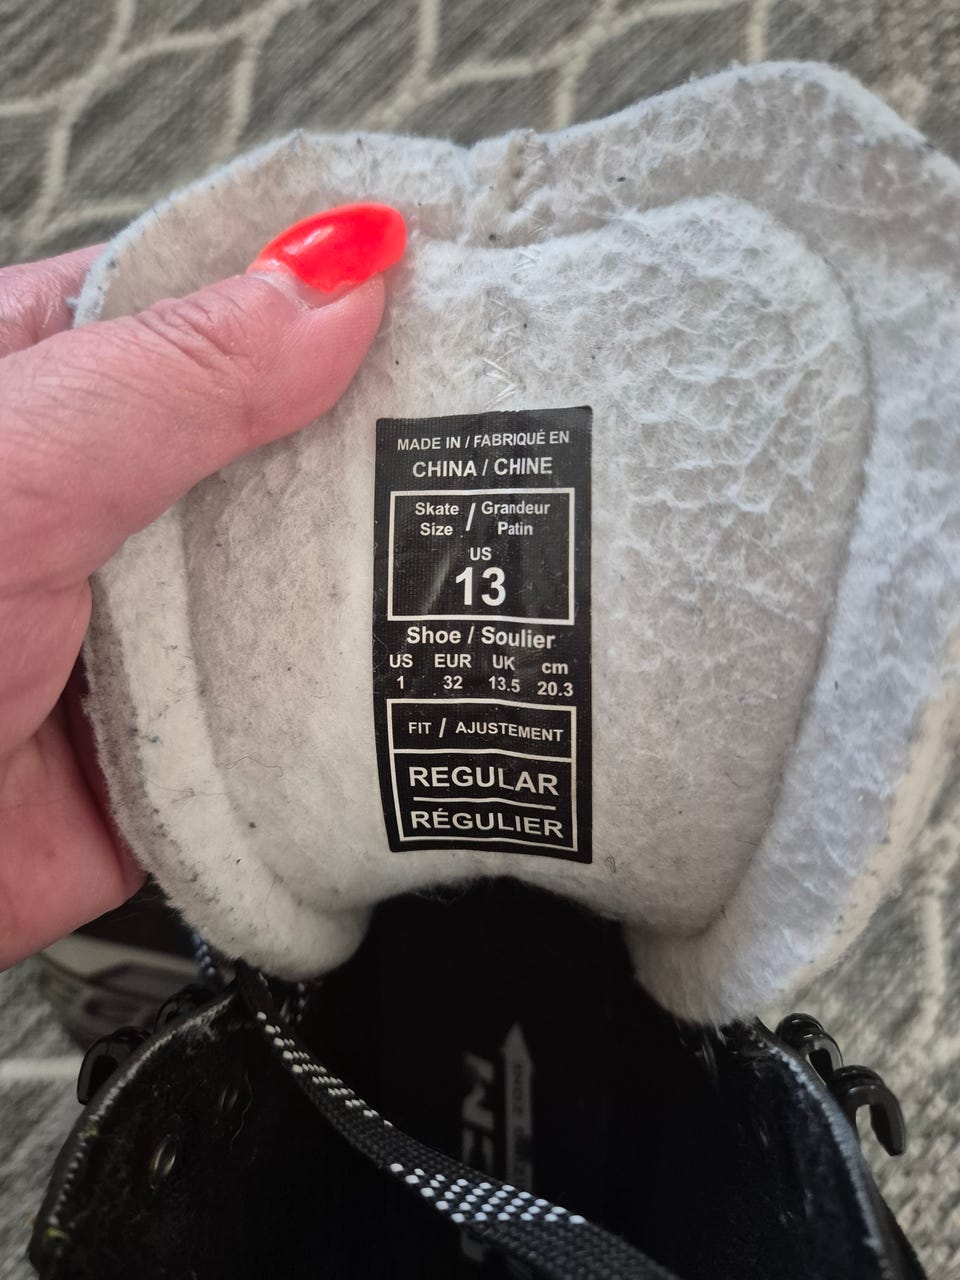 MADE IN / FABRIQUÉ EN
CHINA / CHINE
Skate Size / Grandeur Patin
US
13
Shoe / Soulier
US EUR UK cm
1 32 13.5 20.3
FIT / AJUSTEMENT
REGULAR
RÉGULIER
CCM